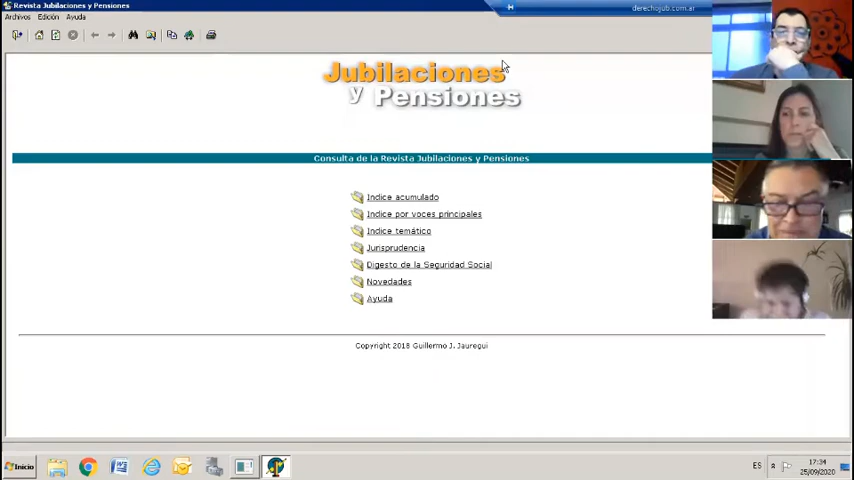 Revista Jubilaciones y Pensiones
derechojub.com.ar
Archivos Edición Ayuda
Jubilaciones
y Pensiones
Consulta de la Revista Jubilaciones y Pensiones
Indice acumulado
Indice por voces principales
Indice temático
Jurisprudencia
Digesto de la Seguridad Social
Novedades
Ayuda
Copyright 2018 Guillermo J. Jauregui
Inicio
ES
17:34
25/09/2020